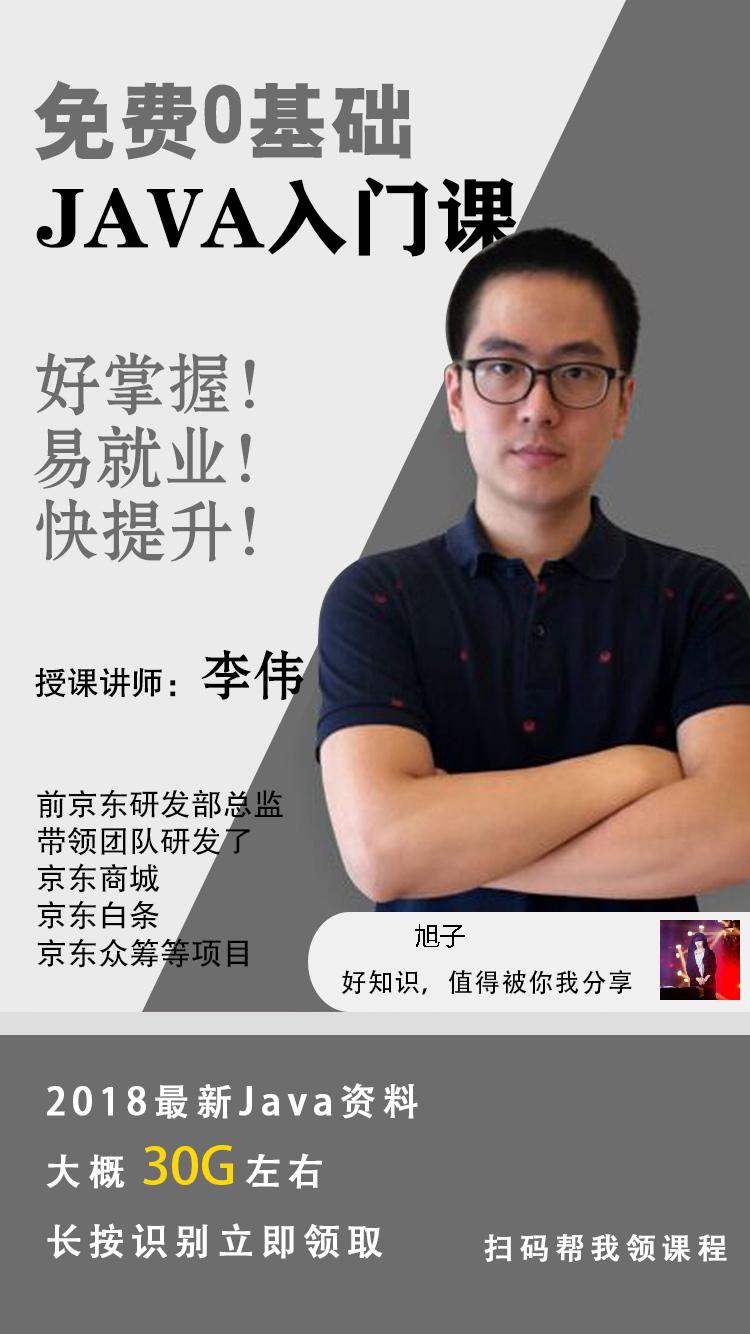 免费0基础
JAVA入门课
好掌握！
易就业！
快提升！
授课讲师：李伟
前京东研发部总监
带领团队研发了
京东商城
京东白条
京东众筹等项目
旭子
好知识，值得被你我分享
2018最新Java资料
大概 30G 左右
长按识别立即领取
扫码帮我领课程